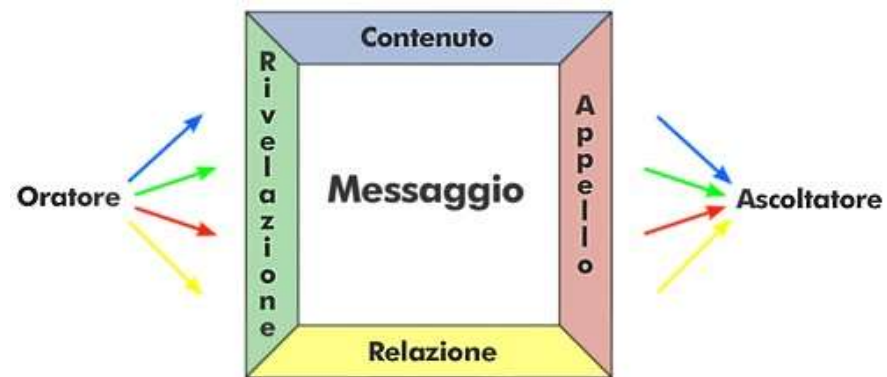 Contenuto
Rivelazione
Appello
Oratore
Messaggio
Ascoltatore
Relazione